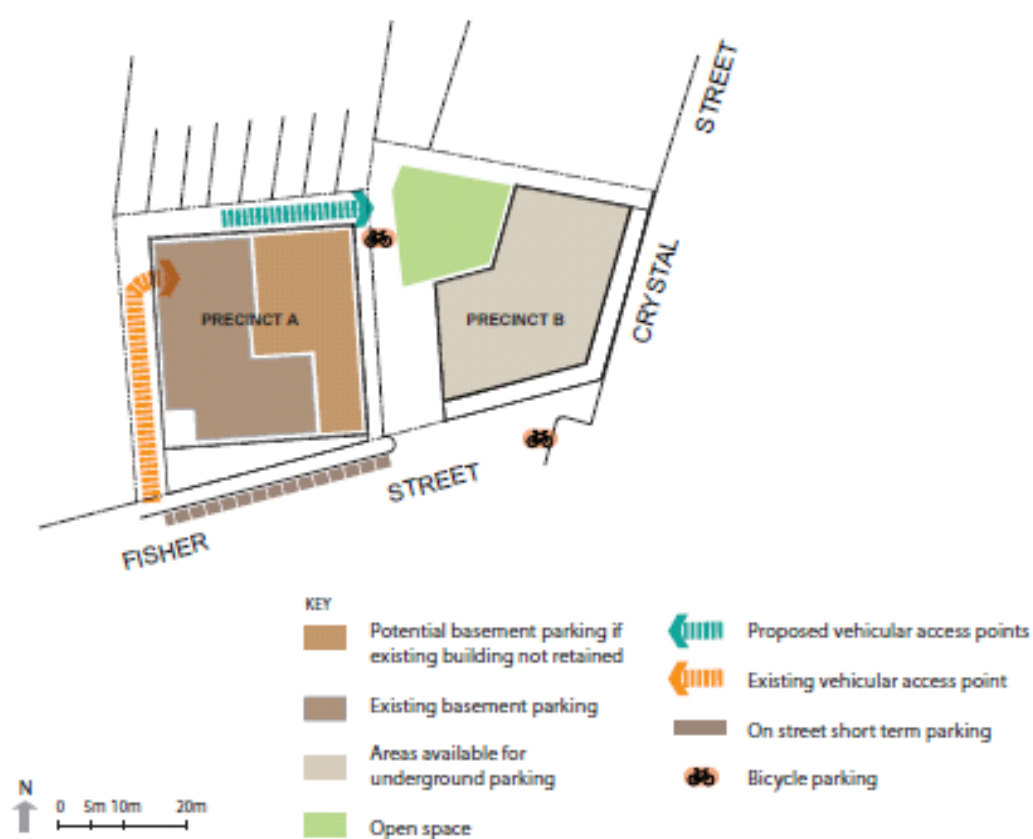 STREET
CRYSTAL
PRECINCT A
PRECINCT B
STREET
FISHER
KEY
Potential basement parking if
existing building not retained
Existing basement parking
Areas available for
underground parking
Open space
Proposed vehicular access points
Existing vehicular access point
On street short term parking
Bicycle parking
N
0 5m 10m 20m